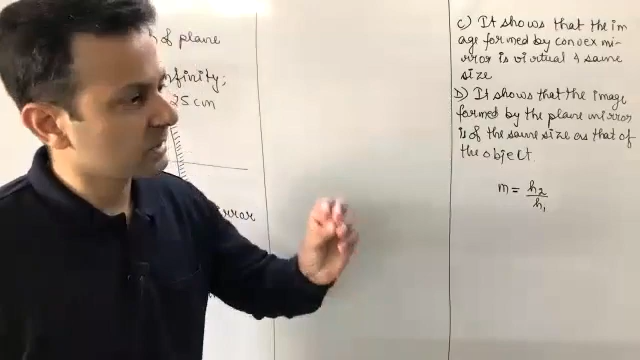 of plane
nfinity;
25 cm
irror
C) It shows that the im
age formed by convex mi-
rror is virtual & same
size
D) It shows that the image
formed by the plane mirror
is of the same size as that of
the object.
m = h2
h1